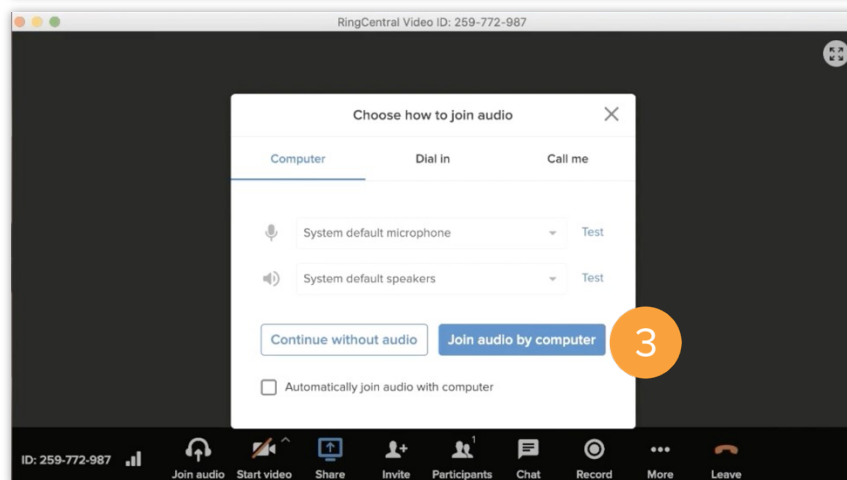 RingCentral Video ID: 259-772-987
Choose how to join audio
Computer Dial in Call me
System default microphone Test
System default speakers Test
Continue without audio Join audio by computer 3
Automatically join audio with computer
1
ID: 259-772-987 Join audio Start video Share Invite Participants Chat Record More Leave